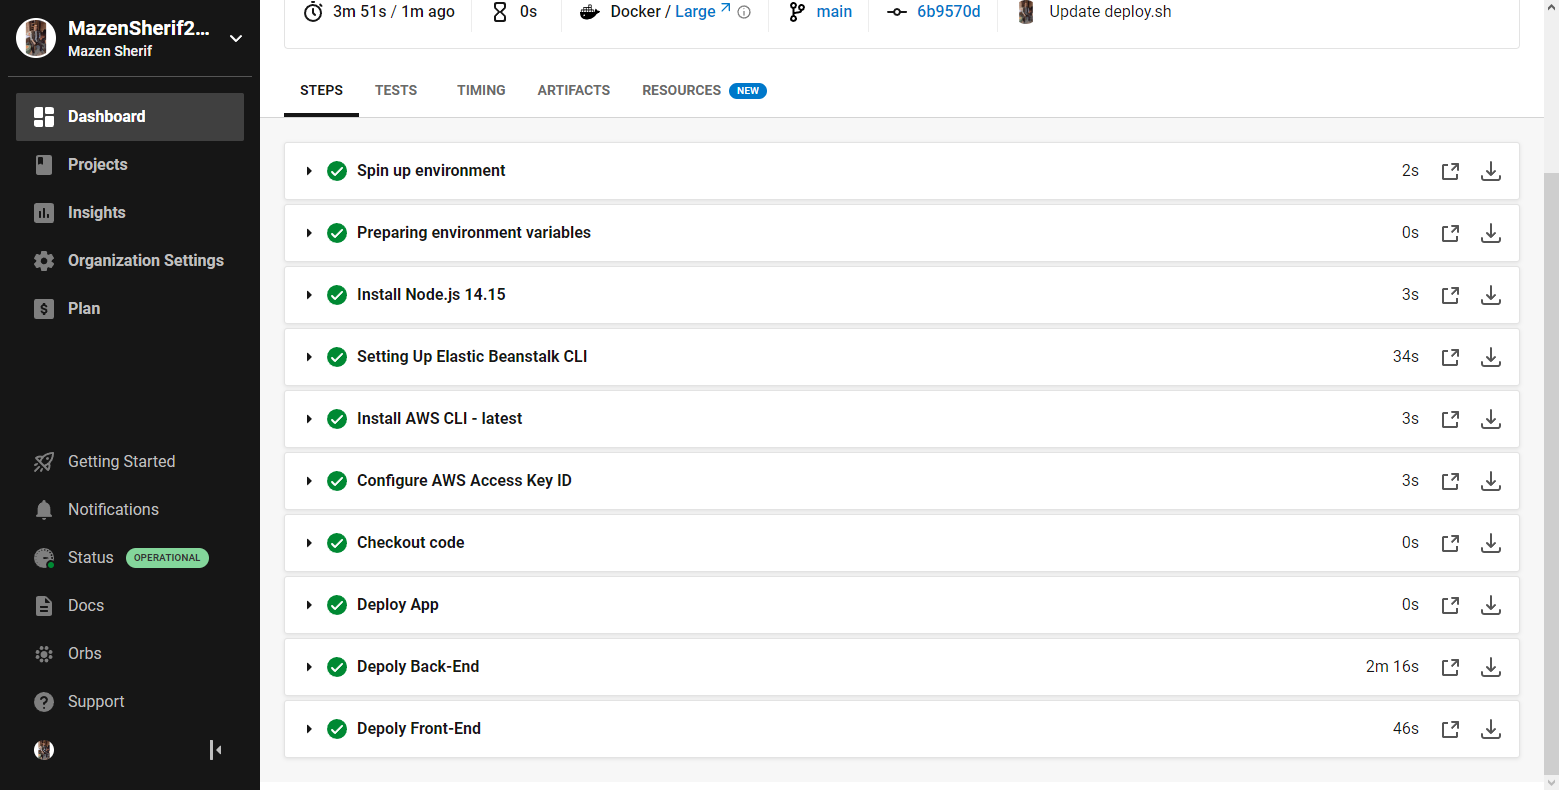 MazenSherif2...
Mazen Sherif
Dashboard
Projects
Insights
Organization Settings
Plan
Getting Started
Notifications
Status OPERATIONAL
Docs
Orbs
Support
3m 51s / 1m ago 0s Docker / Large main 6b9570d Update deploy.sh
STEPS TESTS TIMING ARTIFACTS RESOURCES NEW
Spin up environment 2s
Preparing environment variables 0s
Install Node.js 14.15 3s
Setting Up Elastic Beanstalk CLI 34s
Install AWS CLI - latest 3s
Configure AWS Access Key ID 3s
Checkout code 0s
Deploy App 0s
Depoly Back-End 2m 16s
Depoly Front-End 46s